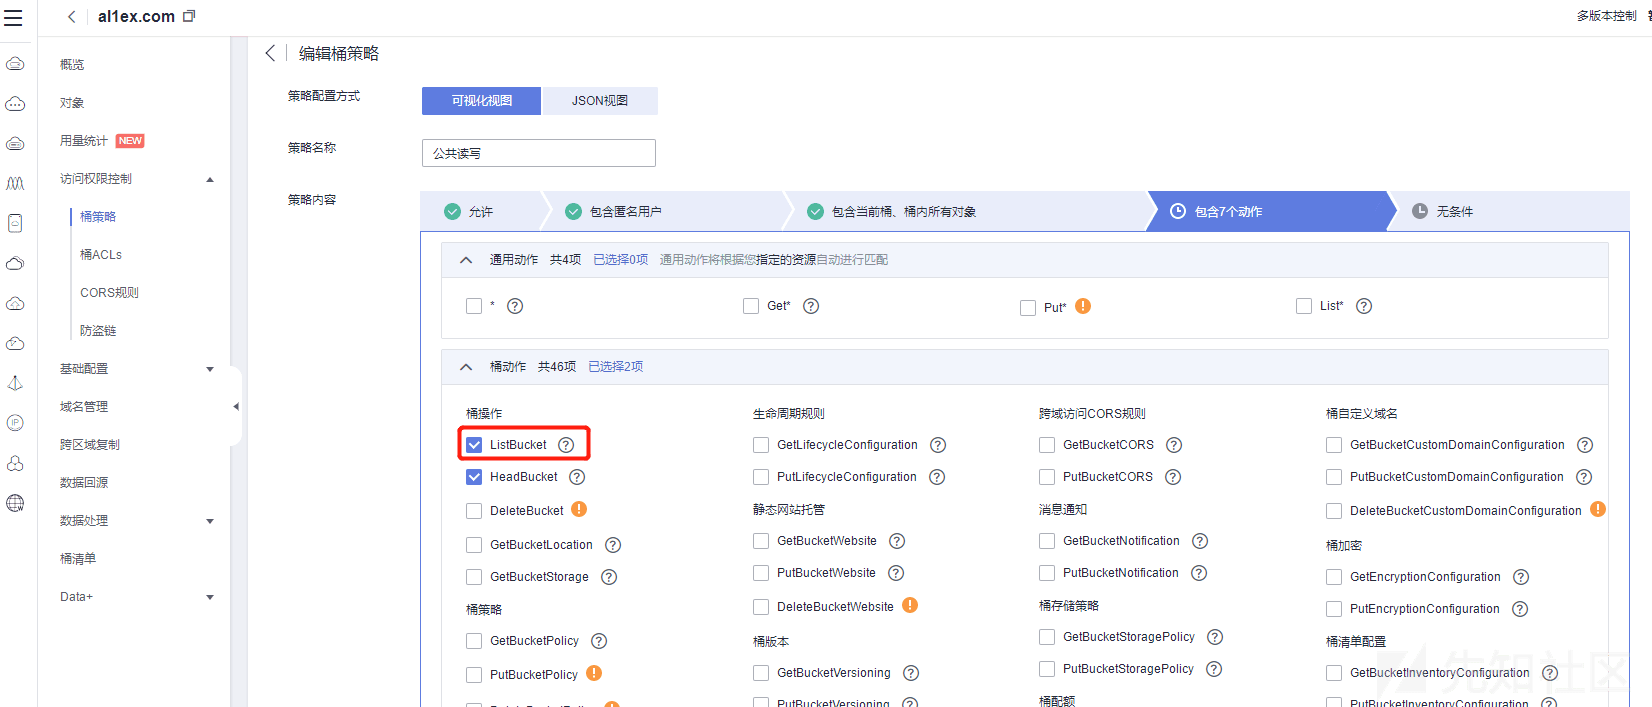 al1ex.com
多版本控制
概览
对象
用量统计 NEW
访问权限控制
桶策略
桶ACLs
CORS规则
防盗链
基础配置
域名管理
跨区域复制
数据回源
数据处理
桶清单
Data+
IP
编辑桶策略
策略配置方式
可视化视图 JSON视图
策略名称
公共读写
策略内容
允许 包含匿名用户 包含当前桶、桶内所有对象 包含7个动作 无条件
通用动作 共4项 已选择0项 通用动作将根据您指定的资源自动进行匹配
* Get* Put* List*
桶动作 共46项 已选择2项
桶操作
ListBucket
HeadBucket
DeleteBucket
GetBucketLocation
GetBucketStorage
桶策略
GetBucketPolicy
PutBucketPolicy
生命周期规则
GetLifecycleConfiguration
PutLifecycleConfiguration
静态网站托管
GetBucketWebsite
PutBucketWebsite
DeleteBucketWebsite
桶版本
GetBucketVersioning
PutBucketVersioning
跨域访问CORS规则
GetBucketCORS
PutBucketCORS
消息通知
GetBucketNotification
PutBucketNotification
桶存储策略
GetBucketStoragePolicy
PutBucketStoragePolicy
桶配额
桶自定义域名
GetBucketCustomDomainConfiguration
PutBucketCustomDomainConfiguration
DeleteBucketCustomDomainConfiguration
桶加密
GetEncryptionConfiguration
PutEncryptionConfiguration
桶清单配置
GetBucketInventoryConfiguration
PutBucketInventoryConfiguration
先知社区